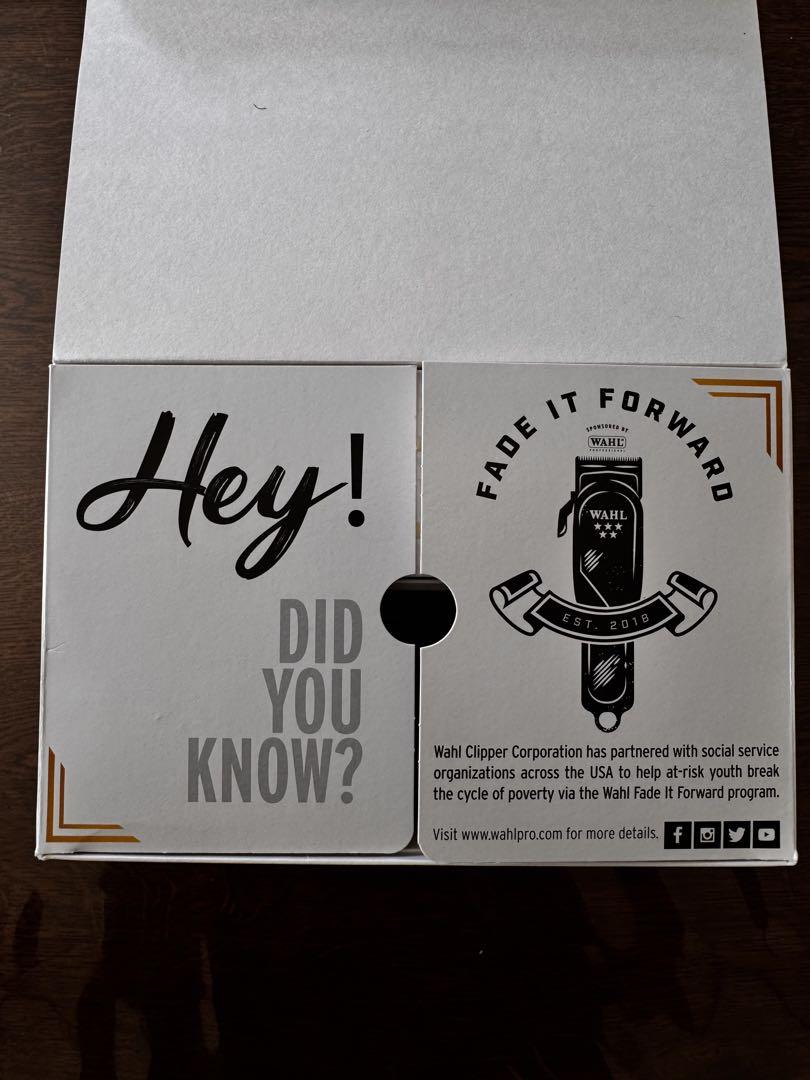 Hey!
DID
YOU
KNOW?
FADE IT FORWARD
SPONSORED BY
WAHL
PROFESSIONAL
WAHL
EST. 2018
Wahl Clipper Corporation has partnered with social service
organizations across the USA to help at-risk youth break
the cycle of poverty via the Wahl Fade It Forward program.
Visit www.wahlpro.com for more details.